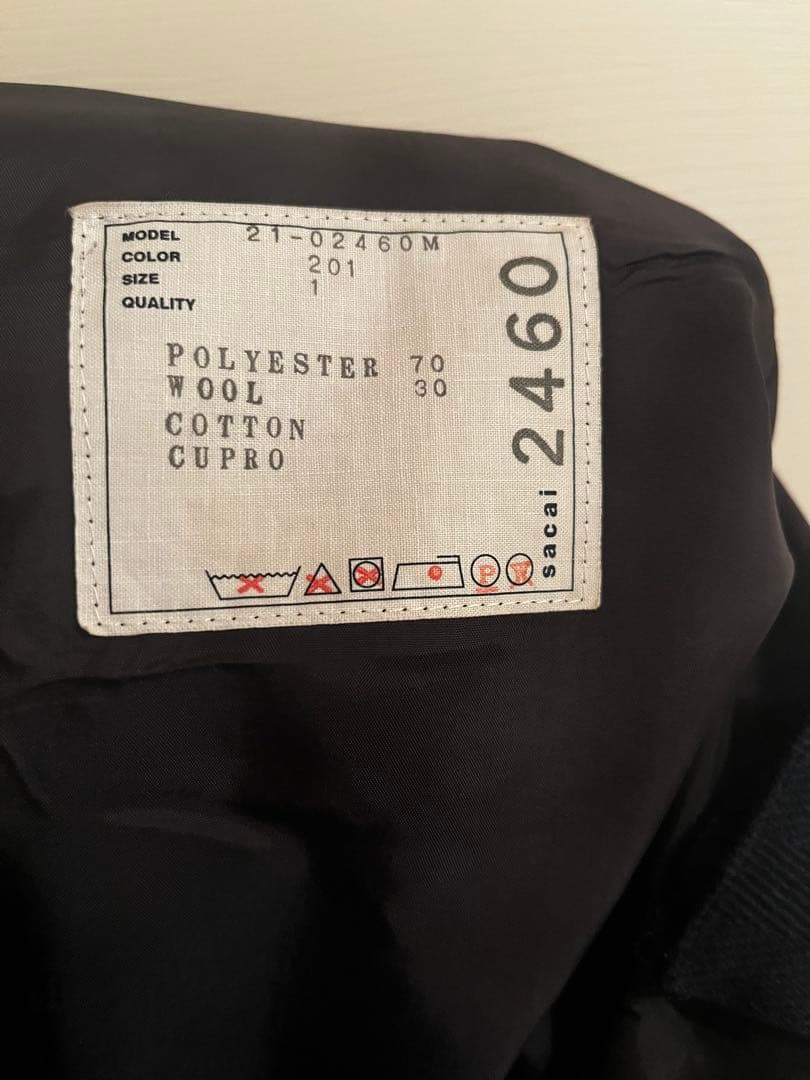 MODEL 21-02460M
COLOR 201
SIZE 1
QUALITY
POLYESTER 70
WOOL 30
COTTON
CUPRO
P W
sacai 2460